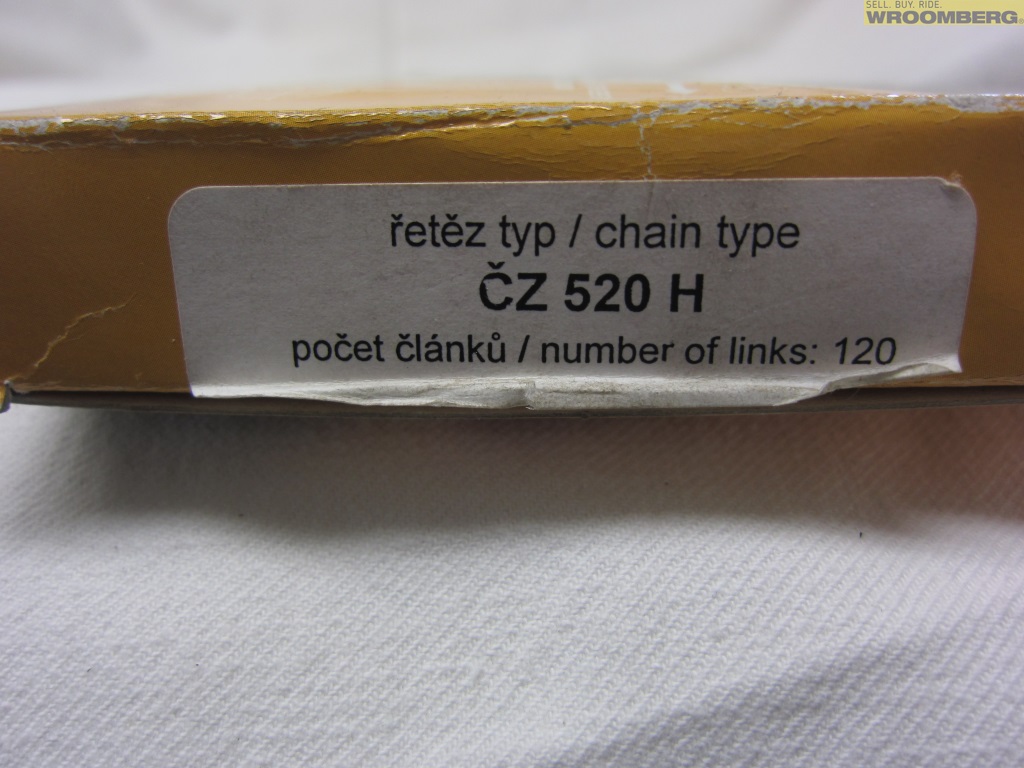 SELL. BUY. RIDE.
WROOMBERG
řetěz typ / chain type
ČZ 520 H
počet článků / number of links: 120